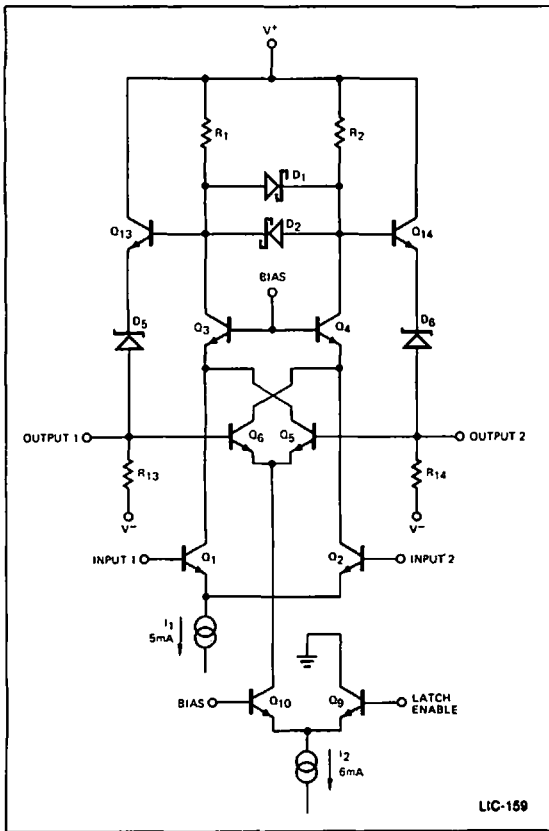 V+
R1
R2
D1
D2
Q13
Q14
BIAS
D5
D6
Q3
Q4
OUTPUT 1
Q6
Q5
OUTPUT 2
R13
R14
V−
V−
INPUT 1
Q1
Q2
INPUT 2
I1
5mA
BIAS
Q10
Q9
LATCH
ENABLE
I2
6mA
LIC-159